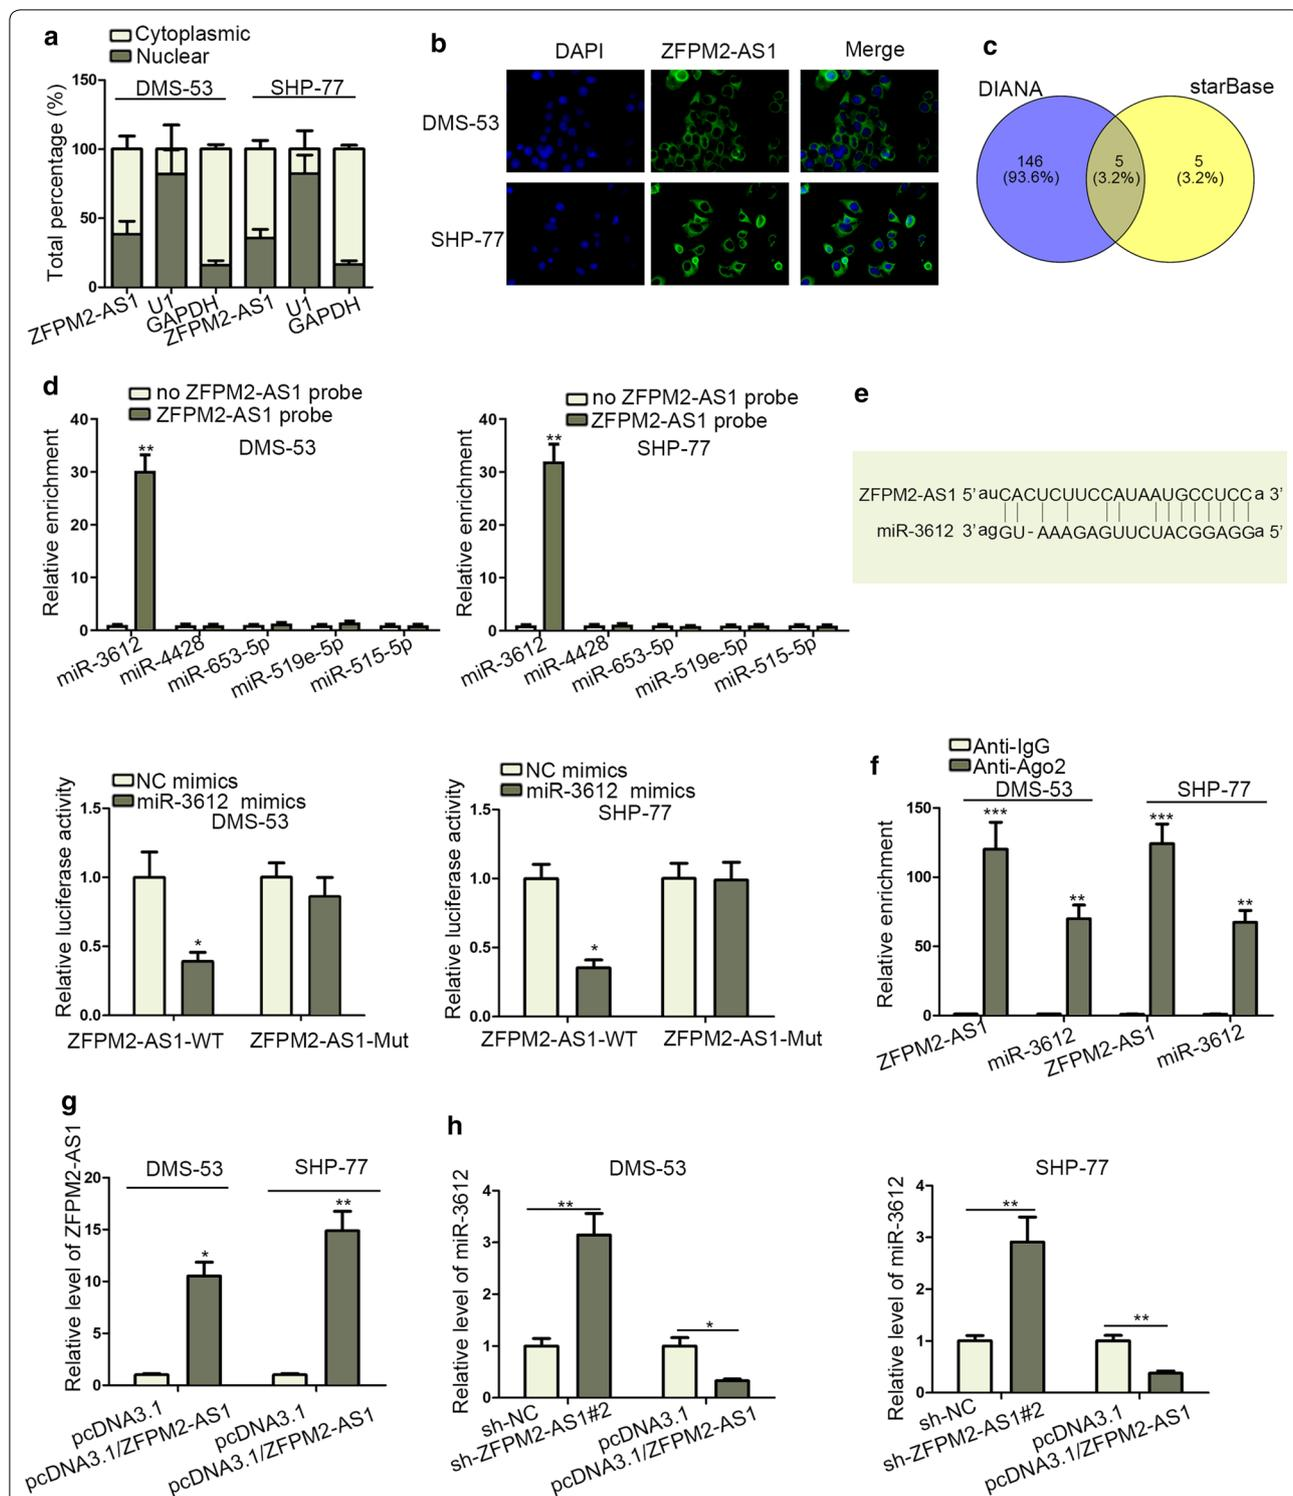 a
Cytoplasmic
Nuclear
DMS-53 SHP-77
Total percentage (%)
150
100
50
0
ZFPM2-AS1
U1
GAPDH
ZFPM2-AS1
U1
GAPDH
b
DAPI ZFPM2-AS1 Merge
DMS-53
SHP-77
c
DIANA starBase
146 5 5
(93.6%) (3.2%) (3.2%)
d
no ZFPM2-AS1 probe
ZFPM2-AS1 probe
DMS-53
Relative enrichment
40
30
20
10
0
**
miR-3612
miR-4428
miR-653-5p
miR-519e-5p
miR-515-5p
no ZFPM2-AS1 probe
ZFPM2-AS1 probe
SHP-77
Relative enrichment
40
30
20
10
0
**
miR-3612
miR-4428
miR-653-5p
miR-519e-5p
miR-515-5p
e
ZFPM2-AS1 5’ auCACUCUUCCAUAAUGCCUCCa 3’
miR-3612 3’ agGU-AAAGAGUUCUACGGAGGa 5’
NC mimics
miR-3612 mimics
DMS-53
Relative luciferase activity
1.5
1.0
0.5
0.0
*
ZFPM2-AS1-WT ZFPM2-AS1-Mut
NC mimics
miR-3612 mimics
SHP-77
Relative luciferase activity
1.5
1.0
0.5
0.0
*
ZFPM2-AS1-WT ZFPM2-AS1-Mut
f
Anti-IgG
Anti-Ago2
DMS-53 SHP-77
Relative enrichment
150
100
50
0
*** ** *** **
ZFPM2-AS1
miR-3612
ZFPM2-AS1
miR-3612
g
DMS-53 SHP-77
Relative level of ZFPM2-AS1
20
15
10
5
0
* **
pcDNA3.1
pcDNA3.1/ZFPM2-AS1
pcDNA3.1
pcDNA3.1/ZFPM2-AS1
h
DMS-53
Relative level of miR-3612
4
3
2
1
0
** *
sh-NC
sh-ZFPM2-AS1#2
pcDNA3.1
pcDNA3.1/ZFPM2-AS1
SHP-77
Relative level of miR-3612
4
3
2
1
0
** **
sh-NC
sh-ZFPM2-AS1#2
pcDNA3.1
pcDNA3.1/ZFPM2-AS1